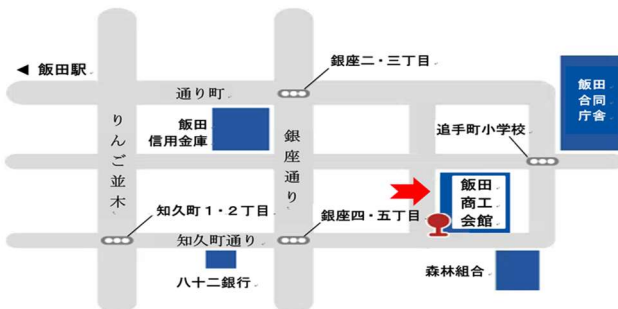 銀座二・三丁目
◄ 飯田駅
通り町
飯田
合同
庁舎
飯田
信用金庫
りんご並木
銀座通り
追手町小学校
飯田
商工
会館
知久町1・2丁目
銀座四・五丁目
知久町通り
八十二銀行
森林組合